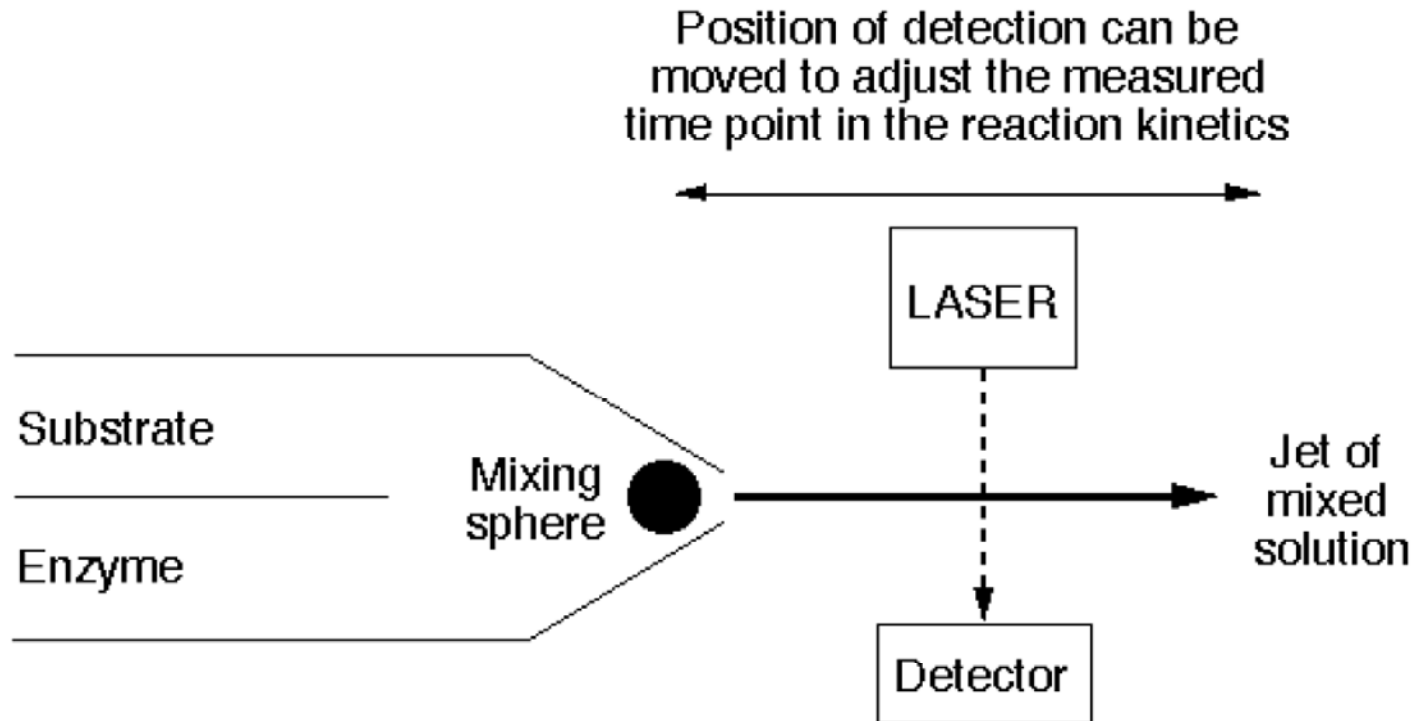 Position of detection can be
moved to adjust the measured
time point in the reaction kinetics
LASER
Substrate
Mixing
sphere
Enzyme
Jet of
mixed
solution
Detector